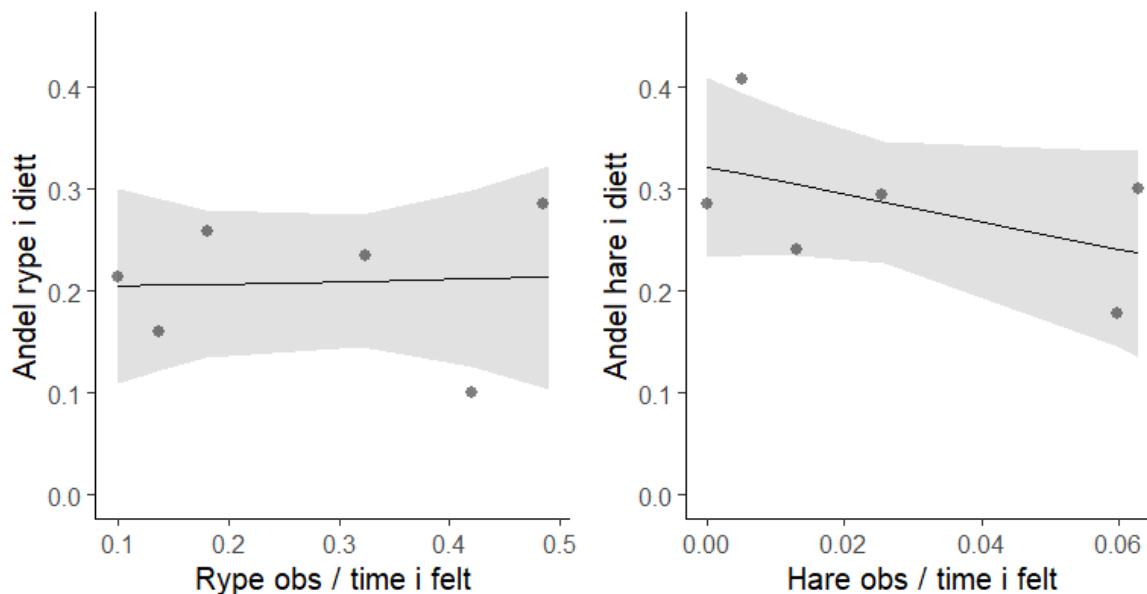 Andel rype i diett
0.4
0.3
0.2
0.1
0.0
0.1 0.2 0.3 0.4 0.5
Rype obs / time i felt
Andel hare i diett
0.4
0.3
0.2
0.1
0.0
0.00 0.02 0.04 0.06
Hare obs / time i felt